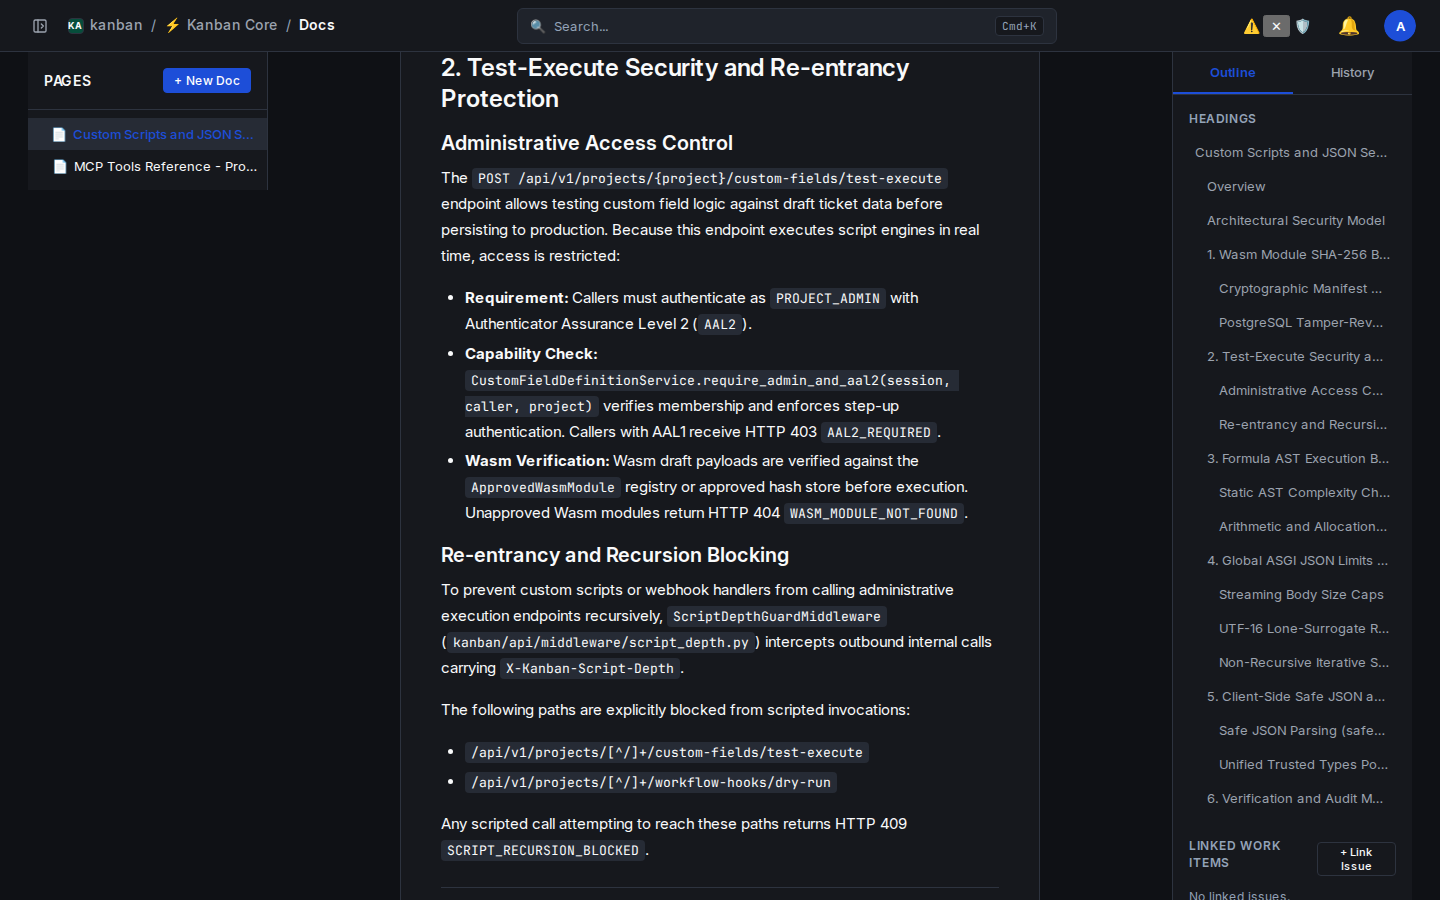 KA kanban / ⚡ Kanban Core / Docs
Search...
Cmd+K
A
PAGES
+ New Doc
Custom Scripts and JSON S...
MCP Tools Reference - Pro...
2. Test-Execute Security and Re-entrancy
Protection
Administrative Access Control
The POST /api/v1/projects/{project}/custom-fields/test-execute
endpoint allows testing custom field logic against draft ticket data before
persisting to production. Because this endpoint executes script engines in real
time, access is restricted:
• Requirement: Callers must authenticate as PROJECT_ADMIN with
Authenticator Assurance Level 2 (AAL2).
• Capability Check:
CustomFieldDefinitionService.require_admin_and_aal2(session,
caller, project) verifies membership and enforces step-up
authentication. Callers with AAL1 receive HTTP 403 AAL2_REQUIRED.
• Wasm Verification: Wasm draft payloads are verified against the
ApprovedWasmModule registry or approved hash store before execution.
Unapproved Wasm modules return HTTP 404 WASM_MODULE_NOT_FOUND.
Re-entrancy and Recursion Blocking
To prevent custom scripts or webhook handlers from calling administrative
execution endpoints recursively, ScriptDepthGuardMiddleware
(kanban/api/middleware/script_depth.py) intercepts outbound internal calls
carrying X-Kanban-Script-Depth.
The following paths are explicitly blocked from scripted invocations:
• /api/v1/projects/[^/]+/custom-fields/test-execute
• /api/v1/projects/[^/]+/workflow-hooks/dry-run
Any scripted call attempting to reach these paths returns HTTP 409
SCRIPT_RECURSION_BLOCKED.
Outline
History
HEADINGS
Custom Scripts and JSON Se...
Overview
Architectural Security Model
1. Wasm Module SHA-256 B...
Cryptographic Manifest ...
PostgreSQL Tamper-Rev...
2. Test-Execute Security a...
Administrative Access C...
Re-entrancy and Recursi...
3. Formula AST Execution B...
Static AST Complexity Ch...
Arithmetic and Allocation...
4. Global ASGI JSON Limits ...
Streaming Body Size Caps
UTF-16 Lone-Surrogate R...
Non-Recursive Iterative S...
5. Client-Side Safe JSON a...
Safe JSON Parsing (safe...
Unified Trusted Types Po...
6. Verification and Audit M...
LINKED WORK
ITEMS
+ Link
Issue
No linked issues.